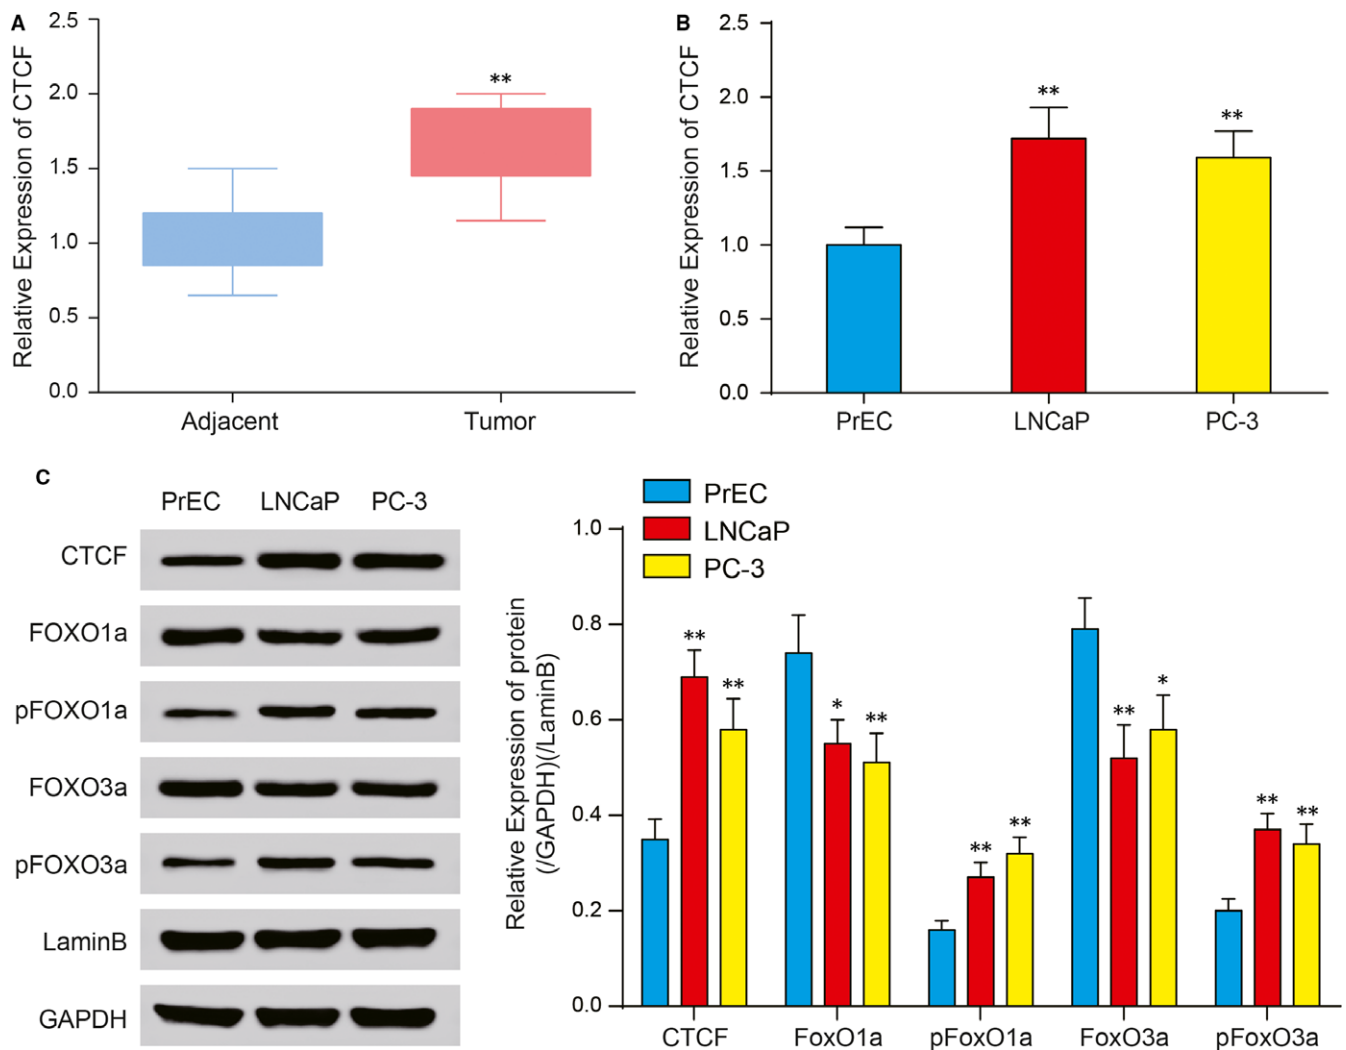 A
Relative Expression of CTCF
2.5
2.0
1.5
1.0
0.5
0.0
**
Adjacent
Tumor
B
Relative Expression of CTCF
2.5
2.0
1.5
1.0
0.5
0.0
**
**
PrEC
LNCaP
PC-3
C
PrEC
LNCaP
PC-3
CTCF
FOXO1a
pFOXO1a
FOXO3a
pFOXO3a
LaminB
GAPDH
PrEC
LNCaP
PC-3
Relative Expression of protein
(/GAPDH)(/LaminB)
1.0
0.8
0.6
0.4
0.2
0.0
**
**
*
**
**
**
**
*
**
**
CTCF
FoxO1a
pFoxO1a
FoxO3a
pFoxO3a